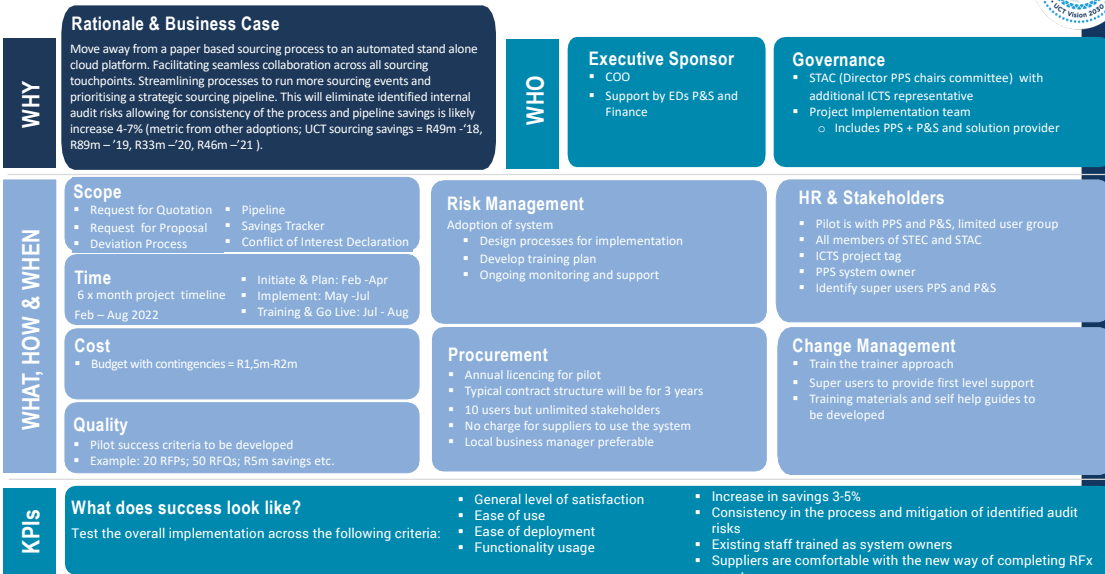 UCT Vision 2030
WHY
Rationale & Business Case
Move away from a paper based sourcing process to an automated stand alone
cloud platform. Facilitating seamless collaboration across all sourcing
touchpoints. Streamlining processes to run more sourcing events and
prioritising a strategic sourcing pipeline. This will eliminate identified internal
audit risks allowing for consistency of the process and pipeline savings is likely
increase 4-7% (metric from other adoptions; UCT sourcing savings = R49m -'18,
R89m – '19, R33m –'20, R46m –'21 ).
WHO
Executive Sponsor
▪ COO
▪ Support by EDs P&S and
Finance
Governance
▪ STAC (Director PPS chairs committee) with
additional ICTS representative
▪ Project Implementation team
o Includes PPS + P&S and solution provider
WHAT, HOW & WHEN
Scope
▪ Request for Quotation
▪ Request for Proposal
▪ Deviation Process
▪ Pipeline
▪ Savings Tracker
▪ Conflict of Interest Declaration
Time
6 x month project timeline
Feb – Aug 2022
▪ Initiate & Plan: Feb -Apr
▪ Implement: May -Jul
▪ Training & Go Live: Jul - Aug
Cost
▪ Budget with contingencies = R1,5m-R2m
Quality
▪ Pilot success criteria to be developed
▪ Example: 20 RFPs; 50 RFQs; R5m savings etc.
Risk Management
Adoption of system
▪ Design processes for implementation
▪ Develop training plan
▪ Ongoing monitoring and support
Procurement
▪ Annual licencing for pilot
▪ Typical contract structure will be for 3 years
▪ 10 users but unlimited stakeholders
▪ No charge for suppliers to use the system
▪ Local business manager preferable
HR & Stakeholders
▪ Pilot is with PPS and P&S, limited user group
▪ All members of STEC and STAC
▪ ICTS project tag
▪ PPS system owner
▪ Identify super users PPS and P&S
Change Management
▪ Train the trainer approach
▪ Super users to provide first level support
▪ Training materials and self help guides to
be developed
KPIs
What does success look like?
Test the overall implementation across the following criteria:
▪ General level of satisfaction
▪ Ease of use
▪ Ease of deployment
▪ Functionality usage
▪ Increase in savings 3-5%
▪ Consistency in the process and mitigation of identified audit
risks
▪ Existing staff trained as system owners
▪ Suppliers are comfortable with the new way of completing RFx